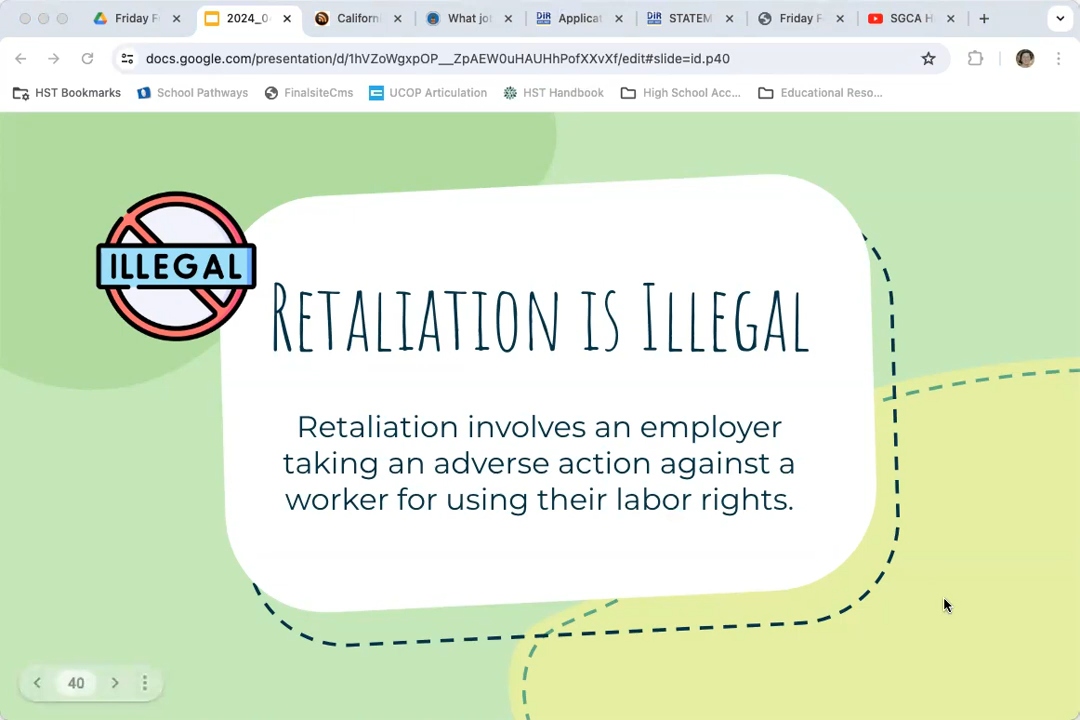 Friday F
2024_0
Californ
What jo
DIR Applicat
DIR STATEM
Friday F
SGCA H
docs.google.com/presentation/d/1hVZoWgxpOP__ZpAEW0uHAUHhPofXXvXf/edit#slide=id.p40
HST Bookmarks
School Pathways
FinalsiteCms
UCOP Articulation
HST Handbook
High School Acc...
Educational Reso...
ILLEGAL
Retaliation is Illegal
Retaliation involves an employer
taking an adverse action against a
worker for using their labor rights.
40